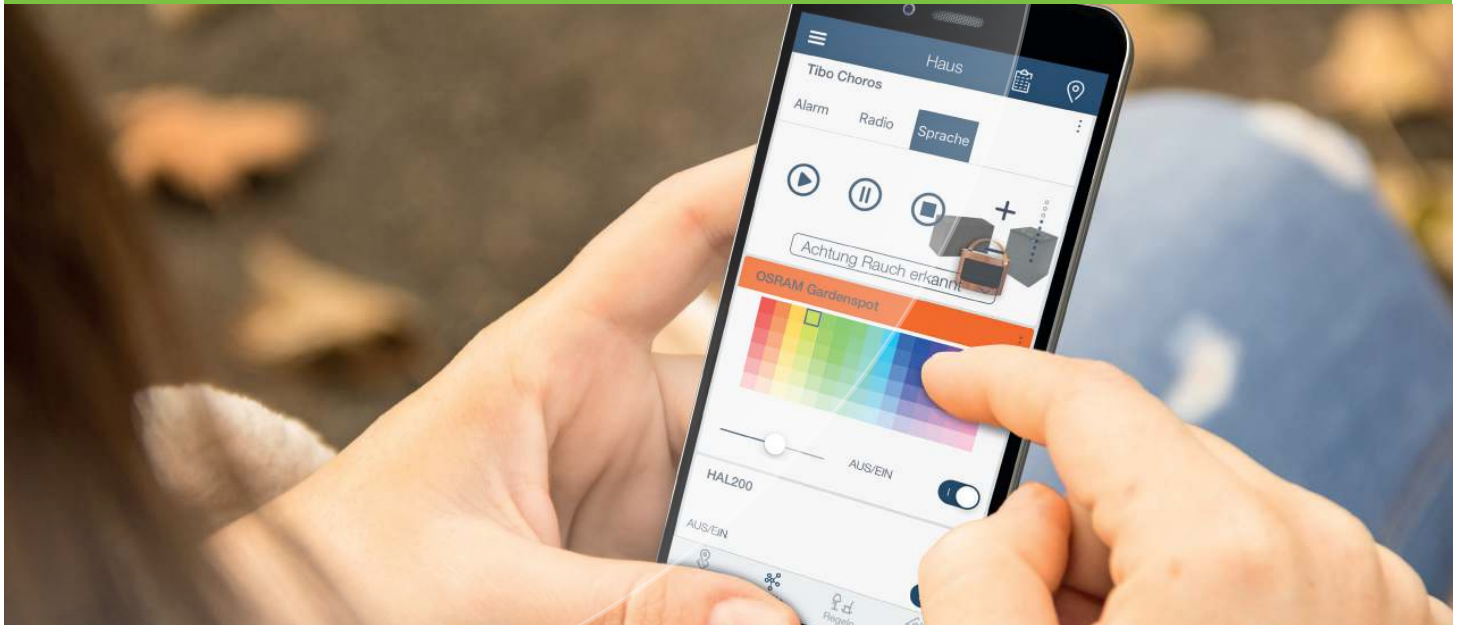 Haus
Tibo Choros
Alarm Radio Sprache
Achtung Rauch erkannt
OSRAM Gardenspot
AUS/EIN
HAL200
AUS/EIN
Regeln